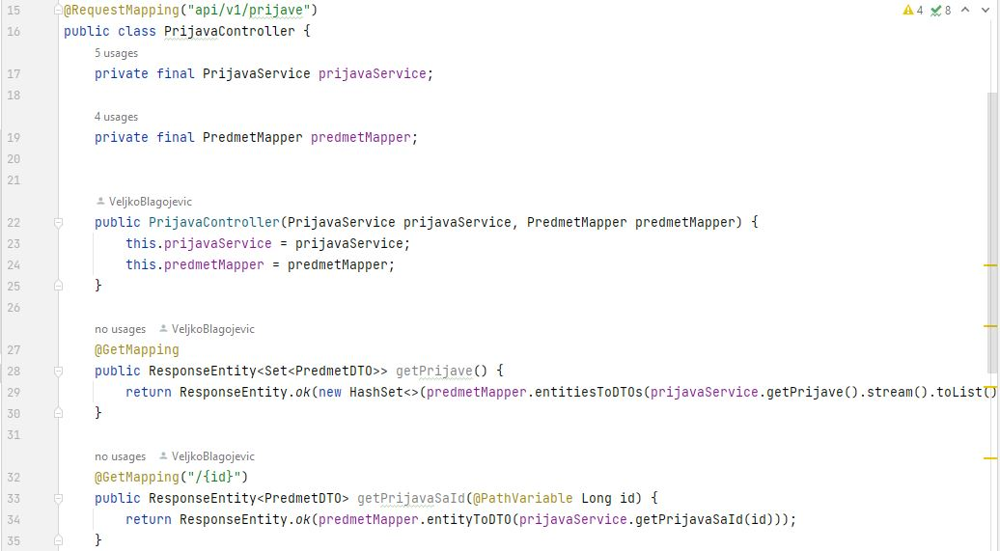 15 @RequestMapping("api/v1/prijave") 4 8
16 public class PrijavaController {
5 usages
17 private final PrijavaService prijavaService;
18
4 usages
19 private final PredmetMapper predmetMapper;
20
21
VeljkoBlagojevic
22 public PrijavaController(PrijavaService prijavaService, PredmetMapper predmetMapper) {
23 this.prijavaService = prijavaService;
24 this.predmetMapper = predmetMapper;
25 }
26
no usages VeljkoBlagojevic
27 @GetMapping
28 public ResponseEntity<Set<PredmetDTO>> getPrijave() {
29 return ResponseEntity.ok(new HashSet<>(predmetMapper.entitiesToDTOs(prijavaService.getPrijave().stream().toList()
30 }
31
no usages VeljkoBlagojevic
32 @GetMapping("/{id}")
33 public ResponseEntity<PredmetDTO> getPrijavaSaId(@PathVariable Long id) {
34 return ResponseEntity.ok(predmetMapper.entityToDTO(prijavaService.getPrijavaSaId(id)));
35 }